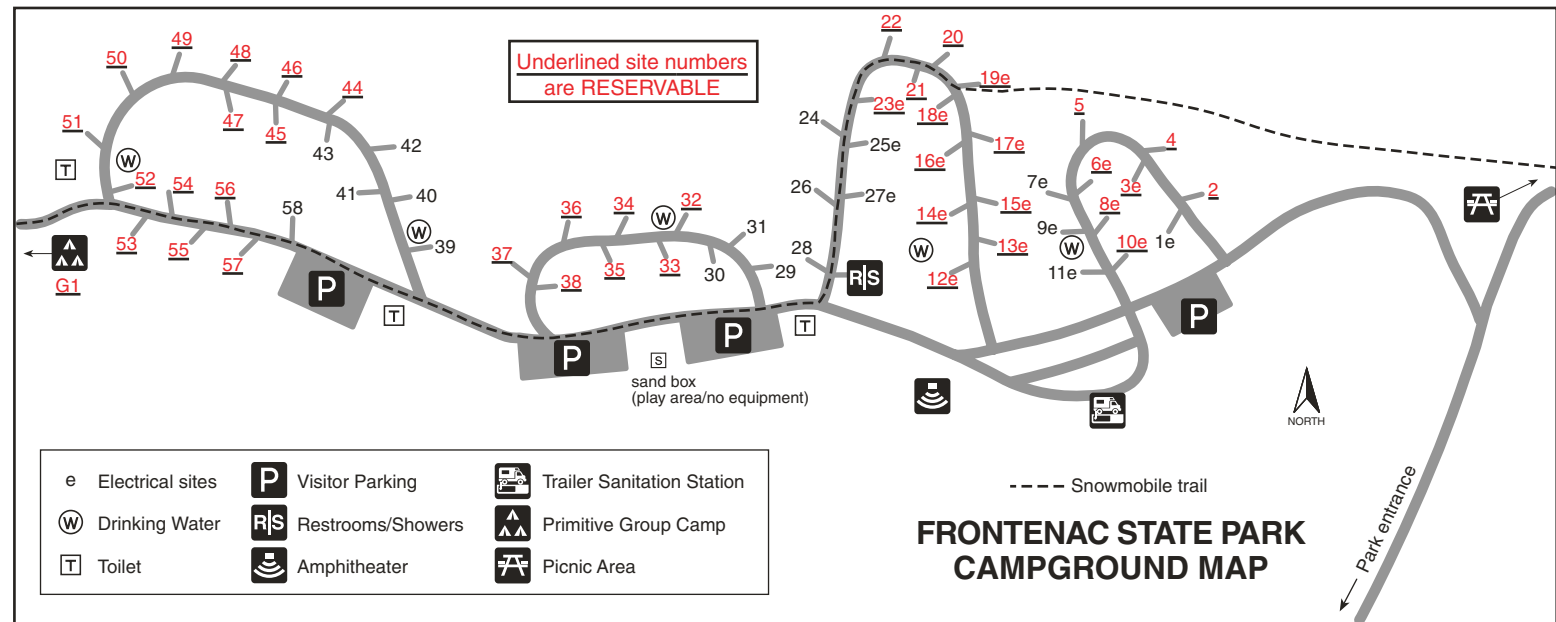 Underlined site numbers
are RESERVABLE
49
50
48
46
44
51
47
45
43
42
W
T
52
54
56
58
41
40
W
39
53
55
57
G1
P
T
36
34
W
32
31
37
38
35
33
30
29
P
P
T
S
sand box
(play area/no equipment)
22
20
19e
21
18e
23e
24
25e
17e
16e
26
27e
15e
14e
W
13e
28
R|S
12e
5
4
6e
7e
3e
2
8e
9e
W
10e
1e
11e
P
NORTH
e Electrical sites
W Drinking Water
T Toilet
P Visitor Parking
R|S Restrooms/Showers
Amphitheater
Trailer Sanitation Station
Primitive Group Camp
Picnic Area
Snowmobile trail
FRONTENAC STATE PARK
CAMPGROUND MAP
Park entrance